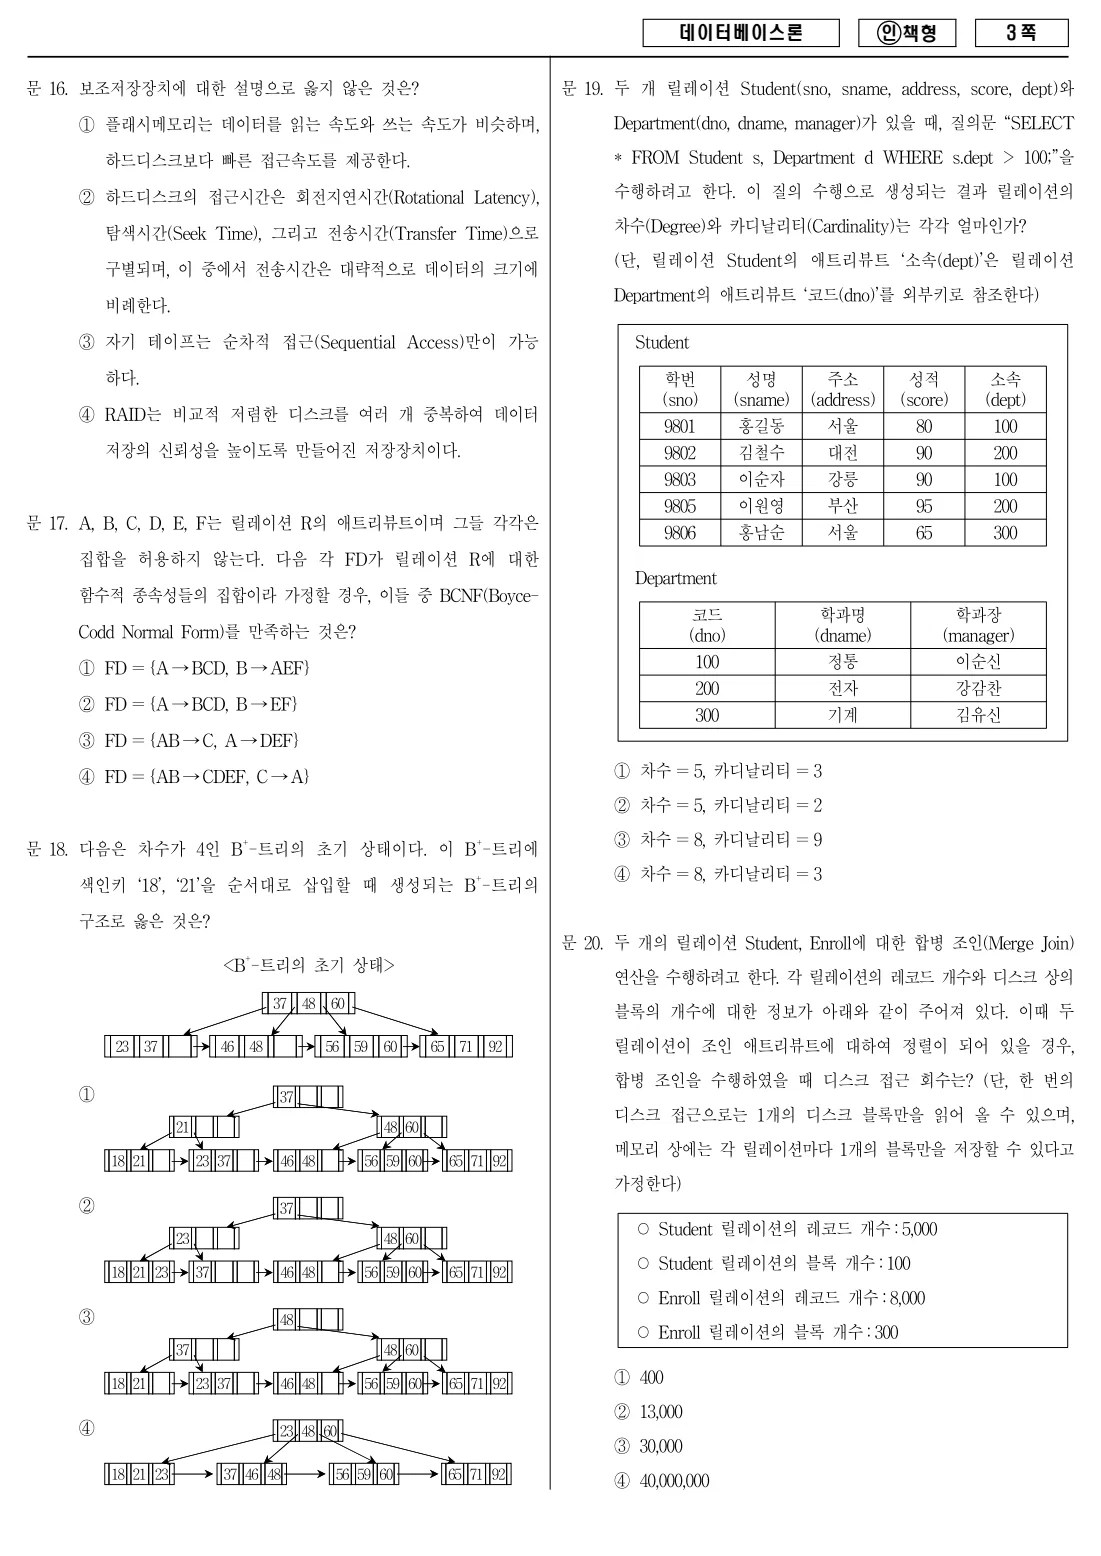 데이터베이스론
㉑책형
3쪽
문 16. 보조저장장치에 대한 설명으로 옳지 않은 것은?
① 플래시메모리는 데이터를 읽는 속도와 쓰는 속도가 비슷하며,
하드디스크보다 빠른 접근속도를 제공한다.
② 하드디스크의 접근시간은 회전지연시간(Rotational Latency),
탐색시간(Seek Time), 그리고 전송시간(Transfer Time)으로
구별되며, 이 중에서 전송시간은 대략적으로 데이터의 크기에
비례한다.
③ 자기 테이프는 순차적 접근(Sequential Access)만이 가능
하다.
④ RAID는 비교적 저렴한 디스크를 여러 개 중복하여 데이터
저장의 신뢰성을 높이도록 만들어진 저장장치이다.
문 17. A, B, C, D, E, F는 릴레이션 R의 애트리뷰트이며 그들 각각은
집합을 허용하지 않는다. 다음 각 FD가 릴레이션 R에 대한
함수적 종속성들의 집합이라 가정할 경우, 이들 중 BCNF(Boyce-
Codd Normal Form)를 만족하는 것은?
① FD = {A→BCD, B→AEF}
② FD = {A→BCD, B→EF}
③ FD = {AB→C, A→DEF}
④ FD = {AB→CDEF, C→A}
문 18. 다음은 차수가 4인 B+-트리의 초기 상태이다. 이 B+-트리에
색인키 ‘18’, ‘21’을 순서대로 삽입할 때 생성되는 B+-트리의
구조로 옳은 것은?
<B+-트리의 초기 상태>
37 48 60
23 37 46 48 56 59 60 65 71 92
①
37
21 48 60
18 21 23 37 46 48 56 59 60 65 71 92
②
37
23 48 60
18 21 23 37 46 48 56 59 60 65 71 92
③
48
37 48 60
18 21 23 37 46 48 56 59 60 65 71 92
④
23 48 60
18 21 23 37 46 48 56 59 60 65 71 92
문 19. 두 개 릴레이션 Student(sno, sname, address, score, dept)와
Department(dno, dname, manager)가 있을 때, 질의문 “SELECT
* FROM Student s, Department d WHERE s.dept > 100;”을
수행하려고 한다. 이 질의 수행으로 생성되는 결과 릴레이션의
차수(Degree)와 카디날리티(Cardinality)는 각각 얼마인가?
(단, 릴레이션 Student의 애트리뷰트 ‘소속(dept)’은 릴레이션
Department의 애트리뷰트 ‘코드(dno)’를 외부키로 참조한다)
Student
학번 성명 주소 성적 소속
(sno) (sname) (address) (score) (dept)
9801 홍길동 서울 80 100
9802 김철수 대전 90 200
9803 이순자 강릉 90 100
9805 이원영 부산 95 200
9806 홍남순 서울 65 300
Department
코드 학과명 학과장
(dno) (dname) (manager)
100 정통 이순신
200 전자 강감찬
300 기계 김유신
① 차수 = 5, 카디날리티 = 3
② 차수 = 5, 카디날리티 = 2
③ 차수 = 8, 카디날리티 = 9
④ 차수 = 8, 카디날리티 = 3
문 20. 두 개의 릴레이션 Student, Enroll에 대한 합병 조인(Merge Join)
연산을 수행하려고 한다. 각 릴레이션의 레코드 개수와 디스크 상의
블록의 개수에 대한 정보가 아래와 같이 주어져 있다. 이때 두
릴레이션이 조인 애트리뷰트에 대하여 정렬이 되어 있을 경우,
합병 조인을 수행하였을 때 디스크 접근 회수는? (단, 한 번의
디스크 접근으로는 1개의 디스크 블록만을 읽어 올 수 있으며,
메모리 상에는 각 릴레이션마다 1개의 블록만을 저장할 수 있다고
가정한다)
○ Student 릴레이션의 레코드 개수 : 5,000
○ Student 릴레이션의 블록 개수 : 100
○ Enroll 릴레이션의 레코드 개수 : 8,000
○ Enroll 릴레이션의 블록 개수 : 300
① 400
② 13,000
③ 30,000
④ 40,000,000